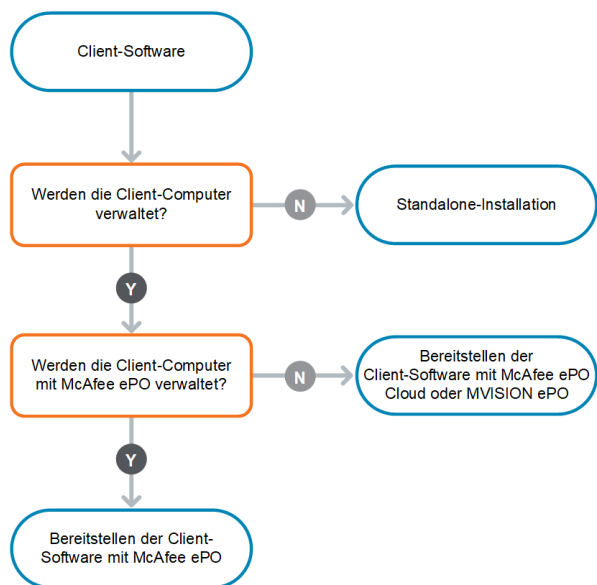 Client-Software
Werden die Client-Computer
verwaltet?
N
Standalone-Installation
Y
Werden die Client-Computer
mit McAfee ePO verwaltet?
N
Bereitstellen der
Client-Software mit McAfee ePO
Cloud oder MVISION ePO
Y
Bereitstellen der Client-
Software mit McAfee ePO